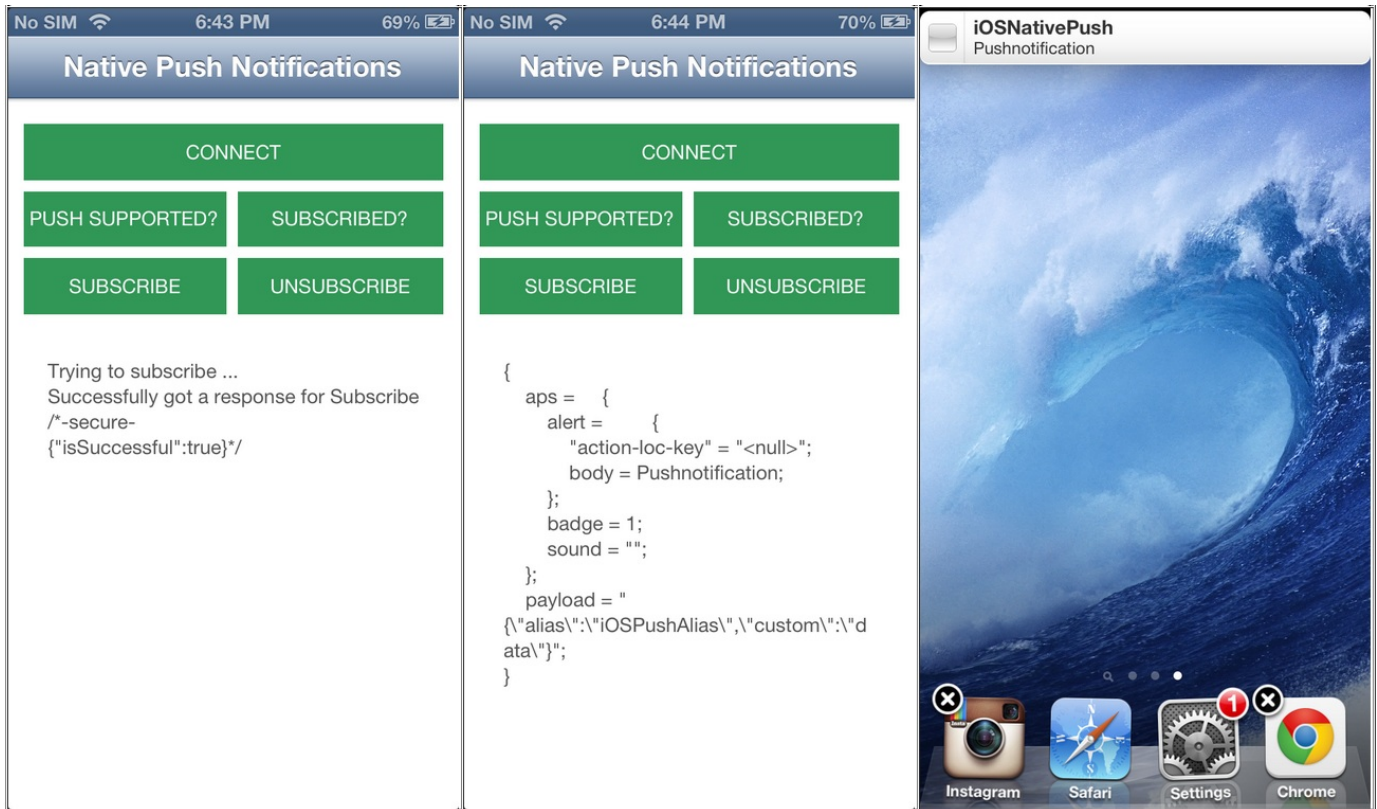 No SIM 6:43 PM 69%
Native Push Notifications
CONNECT
PUSH SUPPORTED? SUBSCRIBED?
SUBSCRIBE UNSUBSCRIBE
Trying to subscribe ...
Successfully got a response for Subscribe
/*-secure-
{"isSuccessful":true}*/
No SIM 6:44 PM 70%
Native Push Notifications
CONNECT
PUSH SUPPORTED? SUBSCRIBED?
SUBSCRIBE UNSUBSCRIBE
{
aps = {
alert = {
"action-loc-key" = "<null>";
body = Pushnotification;
};
badge = 1;
sound = "";
};
payload = "
{\"alias\":\"iOSPushAlias\",\"custom\":\"d
ata\"}";
}
iOSNativePush
Pushnotification
1
Instagram Safari Settings Chrome